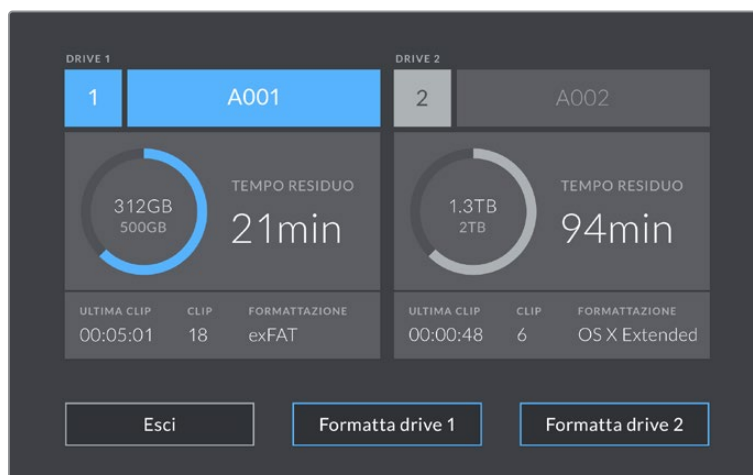 DRIVE 1
1
A001
312GB
500GB
TEMPO RESIDUO
21min
ULTIMA CLIP CLIP FORMATTAZIONE
00:05:01 18 exFAT
DRIVE 2
2
A002
1.3TB
2TB
TEMPO RESIDUO
94min
ULTIMA CLIP CLIP FORMATTAZIONE
00:00:48 6 OS X Extended
Esci
Formatta drive 1
Formatta drive 2